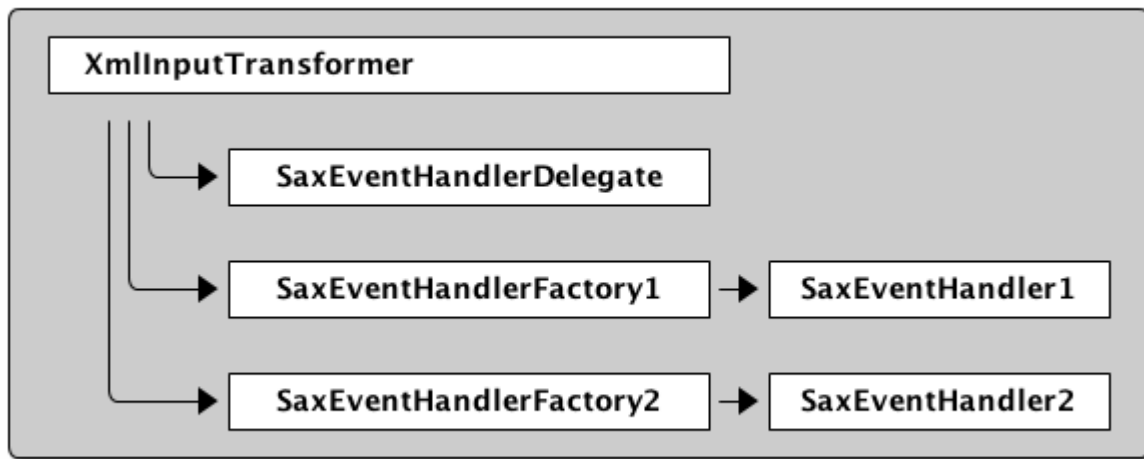 XmlInputTransformer
SaxEventHandlerDelegate
SaxEventHandlerFactory1
SaxEventHandler1
SaxEventHandlerFactory2
SaxEventHandler2